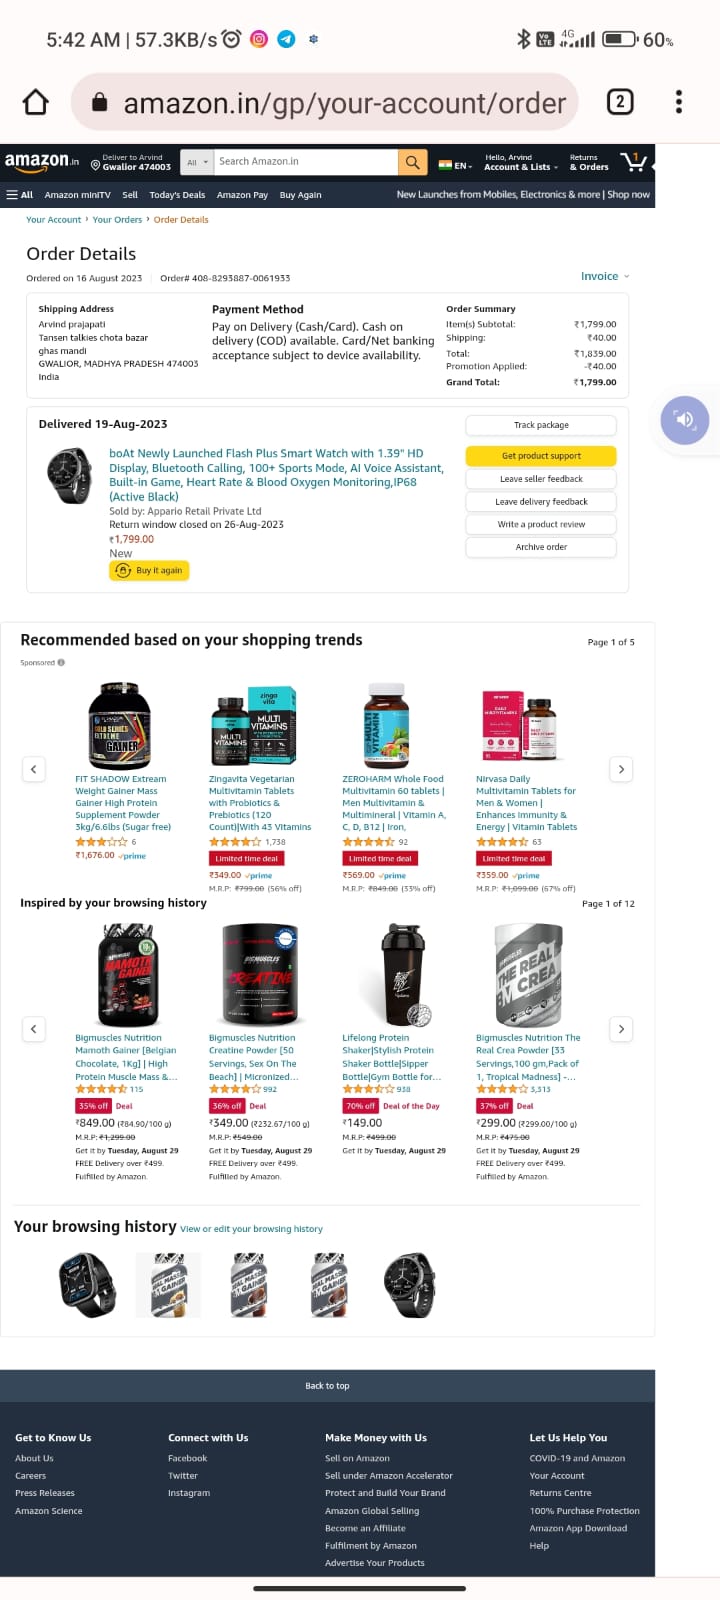 5:42 AM | 57.3KB/s
4G
60%
amazon.in/gp/your-account/order
2
amazon.in
Deliver to Arvind
Gwalior 474003
All
Search Amazon.in
EN
Hello, Arvind
Account & Lists
Returns
& Orders
1
All
Amazon miniTV
Sell
Today's Deals
Amazon Pay
Buy Again
New Launches from Mobiles, Electronics & more | Shop now
Your Account › Your Orders › Order Details
Order Details
Ordered on 16 August 2023 | Order# 408-8293887-0061933
Invoice
Shipping Address
Arvind prajapati
Tansen talkies chota bazar
ghas mandi
GWALIOR, MADHYA PRADESH 474003
India
Payment Method
Pay on Delivery (Cash/Card). Cash on
delivery (COD) available. Card/Net banking
acceptance subject to device availability.
Order Summary
Item(s) Subtotal: ₹1,799.00
Shipping: ₹40.00
Total: ₹1,839.00
Promotion Applied: -₹40.00
Grand Total: ₹1,799.00
Delivered 19-Aug-2023
boAt Newly Launched Flash Plus Smart Watch with 1.39" HD
Display, Bluetooth Calling, 100+ Sports Mode, AI Voice Assistant,
Built-in Game, Heart Rate & Blood Oxygen Monitoring,IP68
(Active Black)
Sold by: Appario Retail Private Ltd
Return window closed on 26-Aug-2023
₹1,799.00
New
Buy it again
Track package
Get product support
Leave seller feedback
Leave delivery feedback
Write a product review
Archive order
Recommended based on your shopping trends
Page 1 of 5
Sponsored
FIT SHADOW Extream
Weight Gainer Mass
Gainer High Protein
Supplement Powder
3kg/6.6lbs (Sugar free)
6
₹1,676.00 prime
Zingavita Vegetarian
Multivitamin Tablets
with Probiotics &
Prebiotics (120
Count)|With 43 Vitamins
1,738
Limited time deal
₹349.00 prime
M.R.P: ₹799.00 (56% off)
ZEROHARM Whole Food
Multivitamin 60 tablets |
Men Multivitamin &
Multimineral | Vitamin A,
C, D, B12 | Iron,
92
Limited time deal
₹569.00 prime
M.R.P: ₹849.00 (33% off)
Nirvasa Daily
Multivitamin Tablets for
Men & Women |
Enhances Immunity &
Energy | Vitamin Tablets
63
Limited time deal
₹359.00 prime
M.R.P: ₹1,099.00 (67% off)
Inspired by your browsing history
Page 1 of 12
Bigmuscles Nutrition
Mamoth Gainer [Belgian
Chocolate, 1Kg] | High
Protein Muscle Mass &...
115
35% off Deal
₹849.00 (₹84.90/100 g)
M.R.P: ₹1,299.00
Get it by Tuesday, August 29
FREE Delivery over ₹499.
Fulfilled by Amazon.
Bigmuscles Nutrition
Creatine Powder [50
Servings, Sex On The
Beach] | Micronized...
992
36% off Deal
₹349.00 (₹232.67/100 g)
M.R.P: ₹549.00
Get it by Tuesday, August 29
FREE Delivery over ₹499.
Fulfilled by Amazon.
Lifelong Protein
Shaker|Stylish Protein
Shaker Bottle|Sipper
Bottle|Gym Bottle for...
938
70% off Deal of the Day
₹149.00
M.R.P: ₹499.00
Get it by Tuesday, August 29
Bigmuscles Nutrition The
Real Crea Powder [33
Servings,100 gm,Pack of
1, Tropical Madness] -...
3,313
37% off Deal
₹299.00 (₹299.00/100 g)
M.R.P: ₹475.00
Get it by Tuesday, August 29
FREE Delivery over ₹499.
Fulfilled by Amazon.
Your browsing history View or edit your browsing history
Back to top
Get to Know Us
About Us
Careers
Press Releases
Amazon Science
Connect with Us
Facebook
Twitter
Instagram
Make Money with Us
Sell on Amazon
Sell under Amazon Accelerator
Protect and Build Your Brand
Amazon Global Selling
Become an Affiliate
Fulfilment by Amazon
Advertise Your Products
Let Us Help You
COVID-19 and Amazon
Your Account
Returns Centre
100% Purchase Protection
Amazon App Download
Help